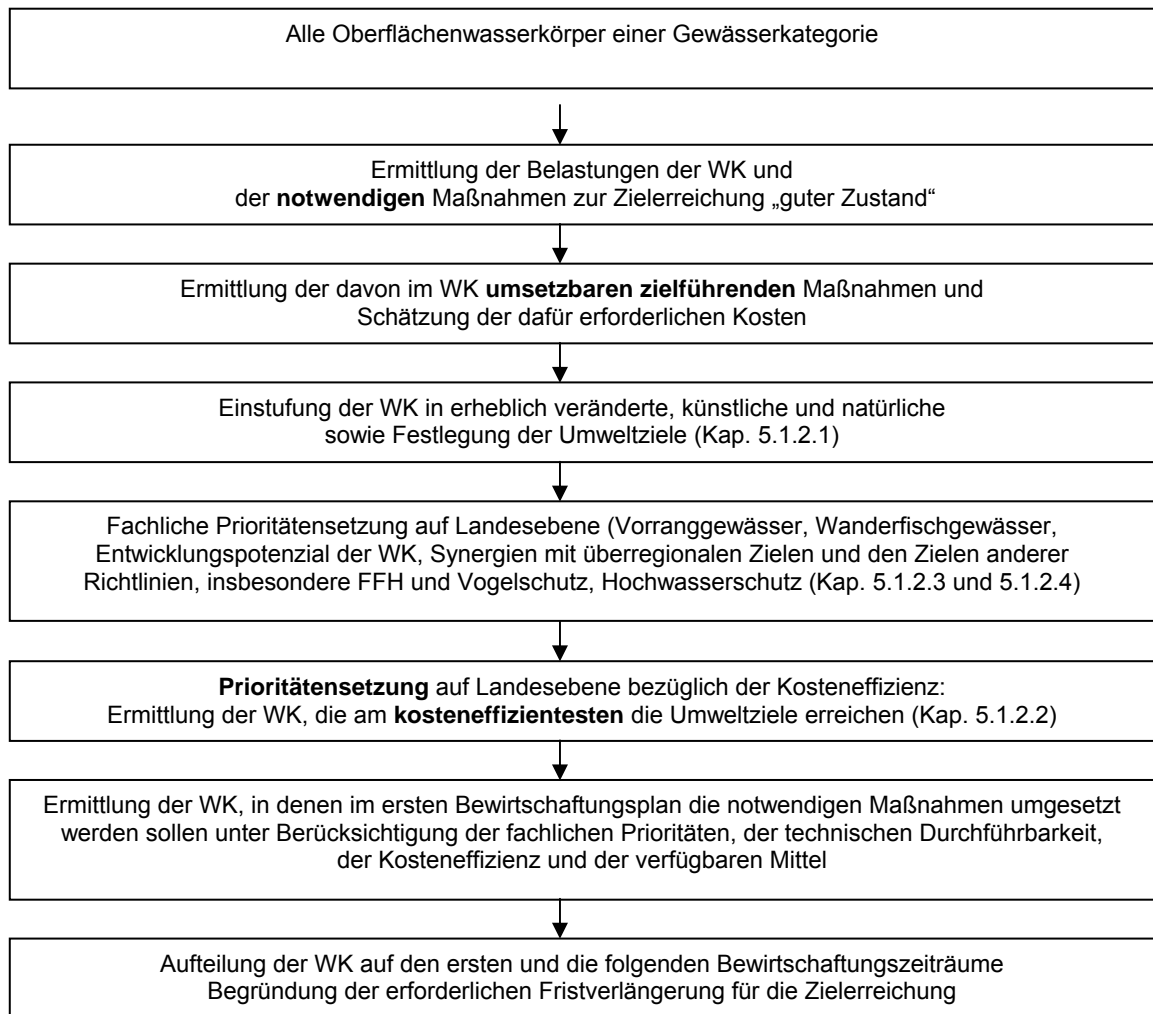 Alle Oberflächenwasserkörper einer Gewässerkategorie
Ermittlung der Belastungen der WK und
der notwendigen Maßnahmen zur Zielerreichung „guter Zustand“
Ermittlung der davon im WK umsetzbaren zielführenden Maßnahmen und
Schätzung der dafür erforderlichen Kosten
Einstufung der WK in erheblich veränderte, künstliche und natürliche
sowie Festlegung der Umweltziele (Kap. 5.1.2.1)
Fachliche Prioritätensetzung auf Landesebene (Vorranggewässer, Wanderfischgewässer,
Entwicklungspotenzial der WK, Synergien mit überregionalen Zielen und den Zielen anderer
Richtlinien, insbesondere FFH und Vogelschutz, Hochwasserschutz (Kap. 5.1.2.3 und 5.1.2.4)
Prioritätensetzung auf Landesebene bezüglich der Kosteneffizienz:
Ermittlung der WK, die am kosteneffizientesten die Umweltziele erreichen (Kap. 5.1.2.2)
Ermittlung der WK, in denen im ersten Bewirtschaftungsplan die notwendigen Maßnahmen umgesetzt
werden sollen unter Berücksichtigung der fachlichen Prioritäten, der technischen Durchführbarkeit,
der Kosteneffizienz und der verfügbaren Mittel
Aufteilung der WK auf den ersten und die folgenden Bewirtschaftungszeiträume
Begründung der erforderlichen Fristverlängerung für die Zielerreichung